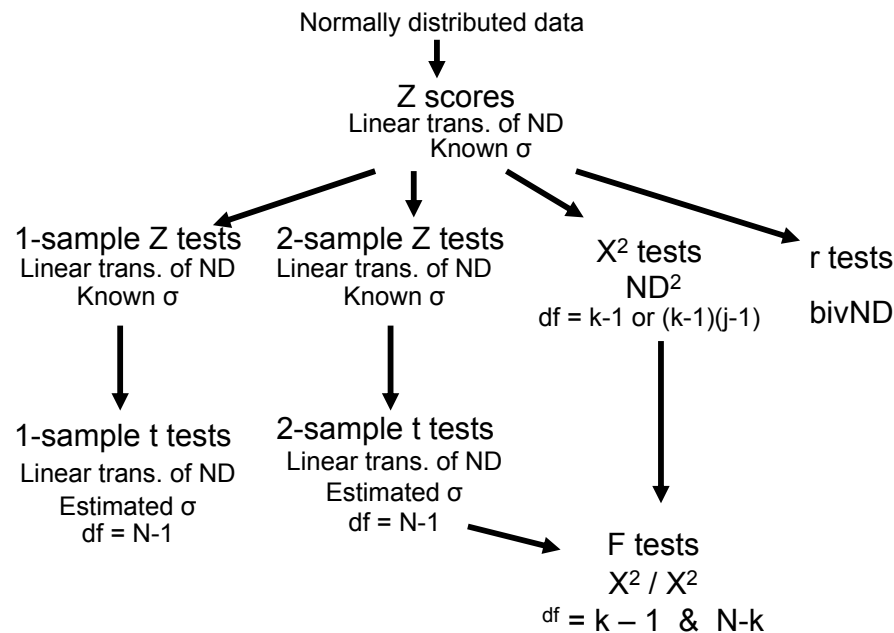 Normally distributed data
Z scores
Linear trans. of ND
Known σ
1-sample Z tests
Linear trans. of ND
Known σ
2-sample Z tests
Linear trans. of ND
Known σ
X² tests
ND²
df = k-1 or (k-1)(j-1)
r tests
bivND
1-sample t tests
Linear trans. of ND
Estimated σ
df = N-1
2-sample t tests
Linear trans. of ND
Estimated σ
df = N-1
F tests
X² / X²
df = k – 1 & N-k